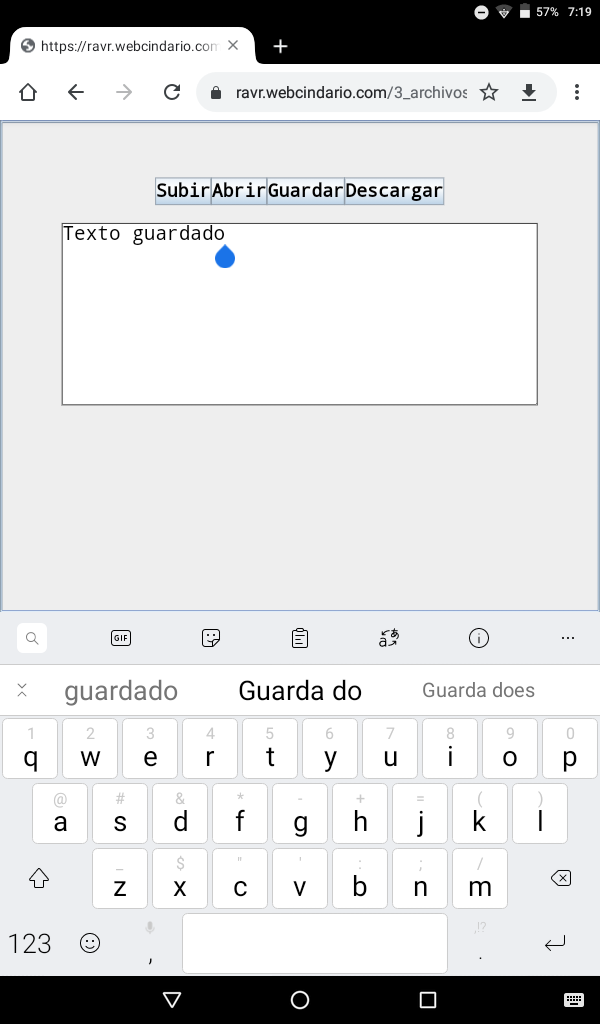 57% 7:19
https://ravr.webcindario.com
ravr.webcindario.com/3_archivos
Subir Abrir Guardar Descargar
Texto guardado
GIF
guardado Guarda do Guarda does
1 2 3 4 5 6 7 8 9 0
q w e r t y u i o p
@ # & * - + = ( )
a s d f g h j k l
_ $ " ' : ; /
z x c v b n m
,!?
123 , .